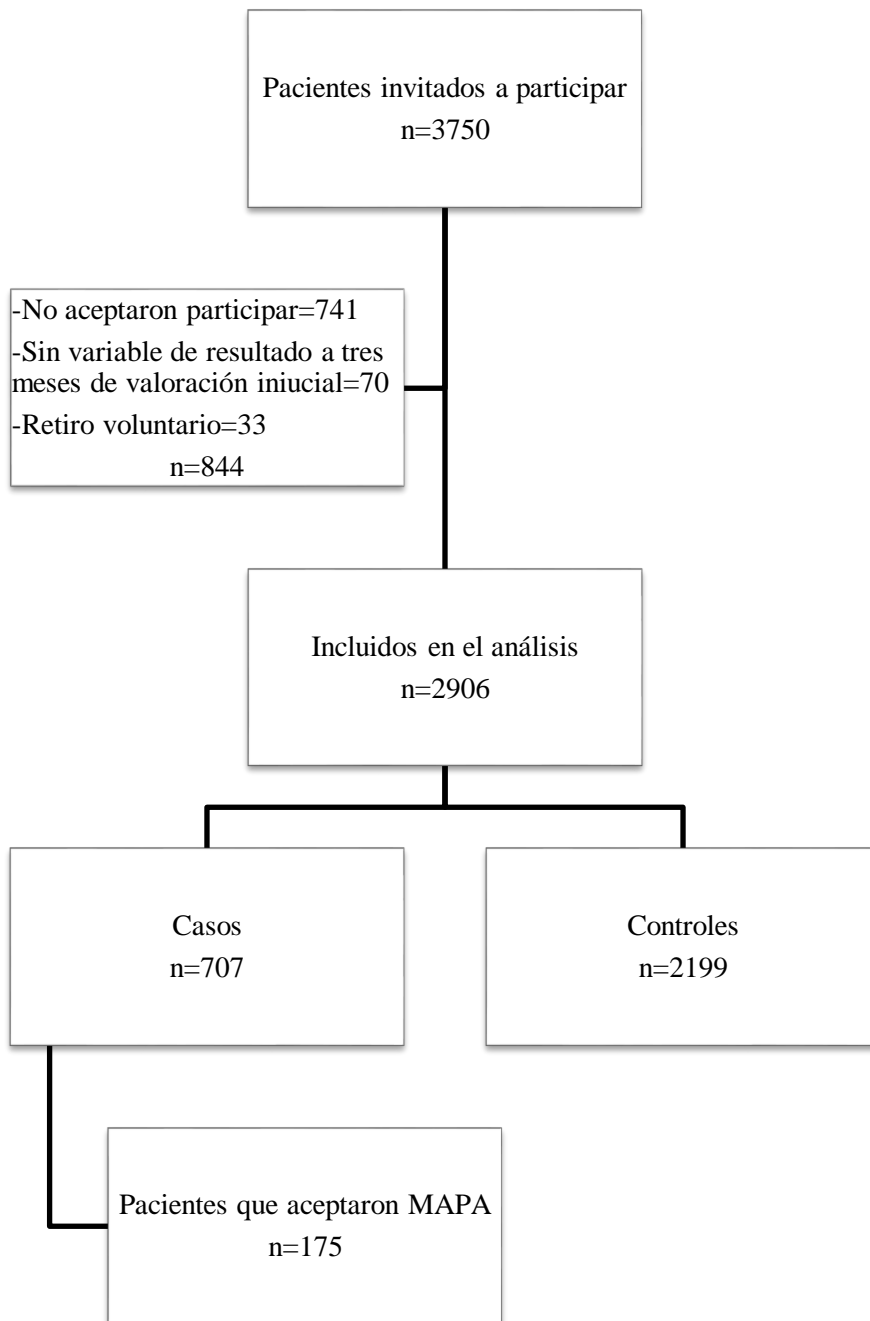 Pacientes invitados a participar
n=3750
-No aceptaron participar=741
-Sin variable de resultado a tres
meses de valoración iniucial=70
-Retiro voluntario=33
n=844
Incluidos en el análisis
n=2906
Casos
n=707
Controles
n=2199
Pacientes que aceptaron MAPA
n=175